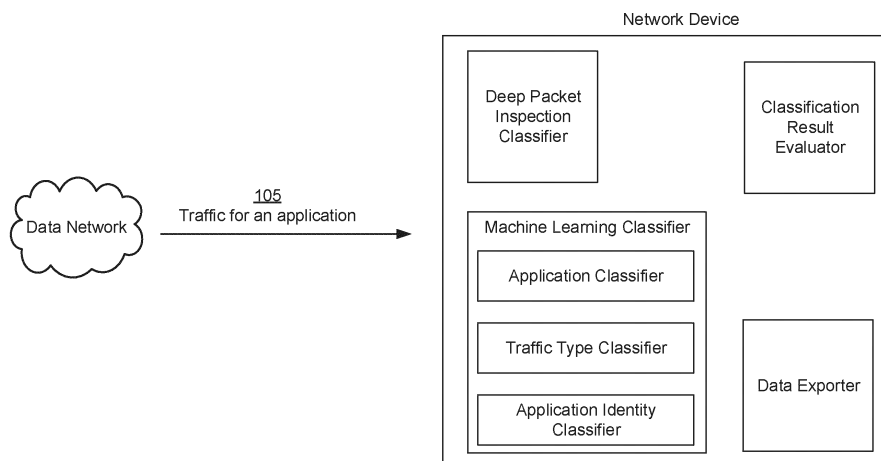 Network Device
Deep Packet
Inspection
Classifier
Classification
Result
Evaluator
105
Traffic for an application
Data Network
Machine Learning Classifier
Application Classifier
Traffic Type Classifier
Application Identity
Classifier
Data Exporter